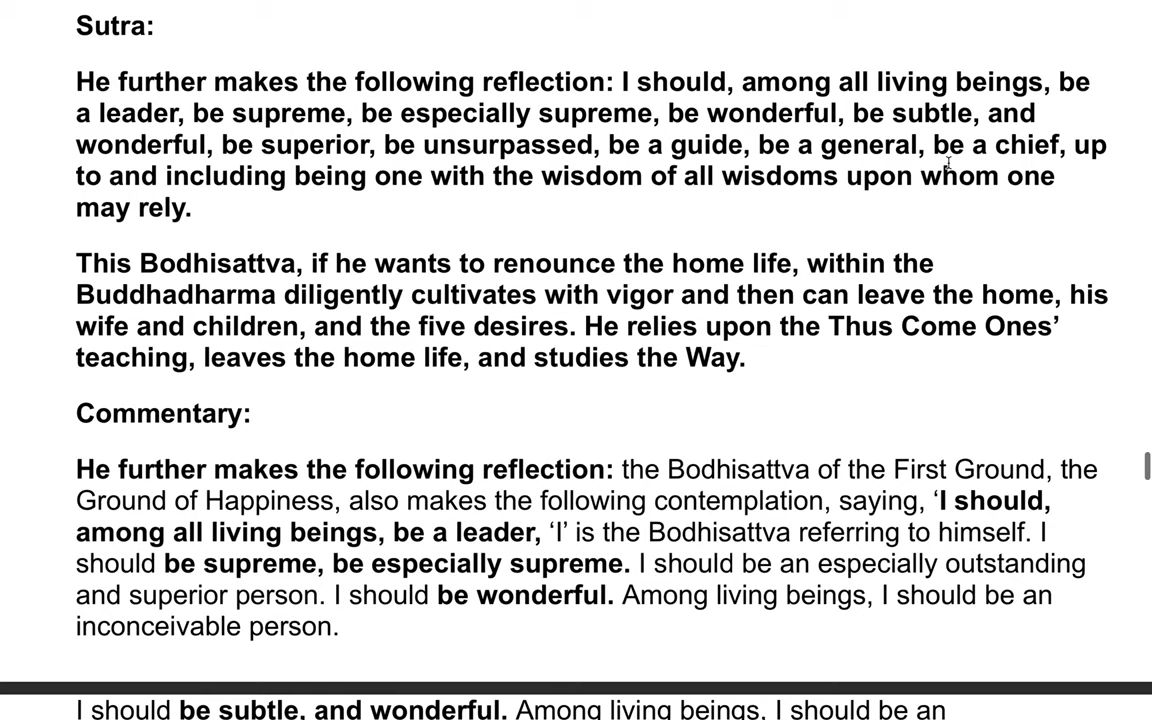 Sutra:
He further makes the following reflection: I should, among all living beings, be
a leader, be supreme, be especially supreme, be wonderful, be subtle, and
wonderful, be superior, be unsurpassed, be a guide, be a general, be a chief, up
to and including being one with the wisdom of all wisdoms upon whom one
may rely.
This Bodhisattva, if he wants to renounce the home life, within the
Buddhadharma diligently cultivates with vigor and then can leave the home, his
wife and children, and the five desires. He relies upon the Thus Come Ones’
teaching, leaves the home life, and studies the Way.
Commentary:
He further makes the following reflection: the Bodhisattva of the First Ground, the
Ground of Happiness, also makes the following contemplation, saying, ‘I should,
among all living beings, be a leader, ‘I’ is the Bodhisattva referring to himself. I
should be supreme, be especially supreme. I should be an especially outstanding
and superior person. I should be wonderful. Among living beings, I should be an
inconceivable person.
I should be subtle, and wonderful. Among living beings, I should be an